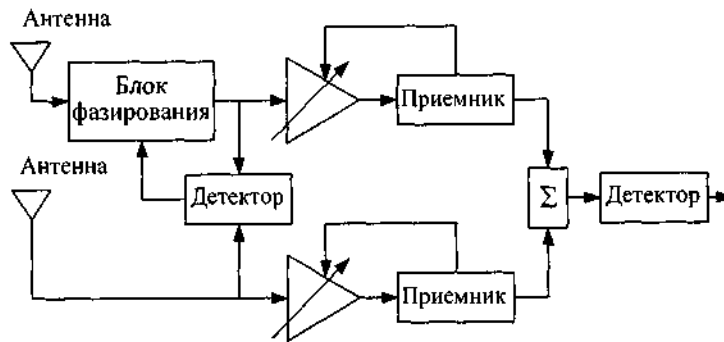 Антенна
Блок
фазирования
Приемник
Антенна
Детектор
Σ
Детектор
Приемник